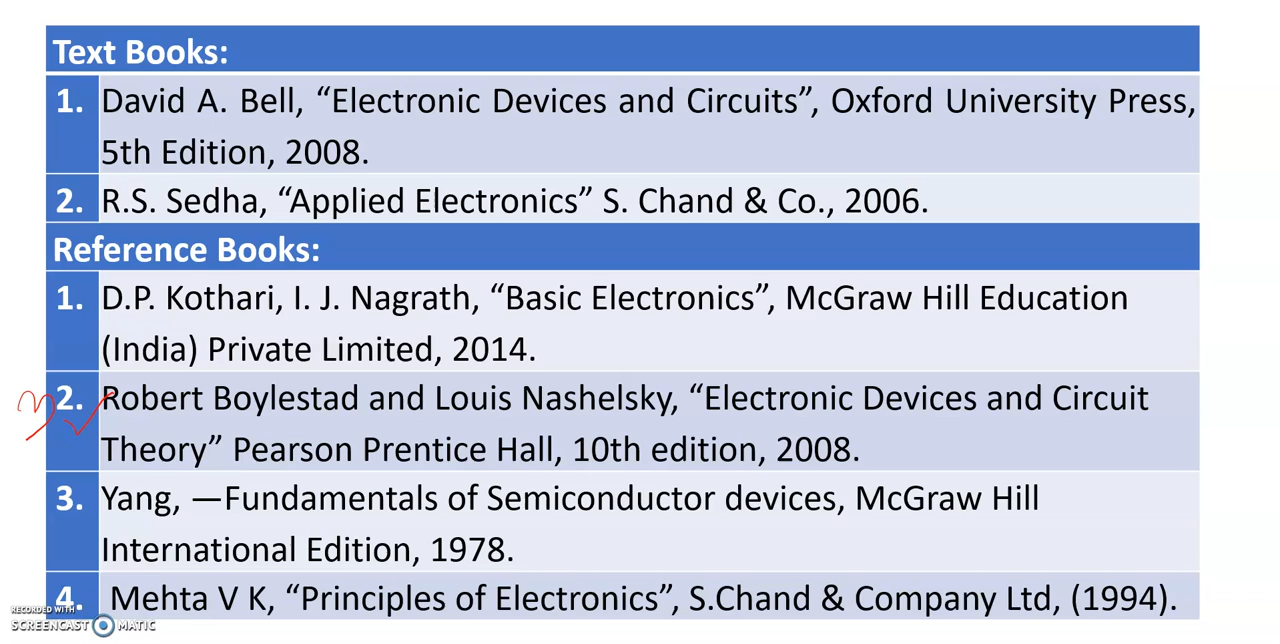 Text Books:
1. David A. Bell, “Electronic Devices and Circuits”, Oxford University Press,
5th Edition, 2008.
2. R.S. Sedha, “Applied Electronics” S. Chand & Co., 2006.
Reference Books:
1. D.P. Kothari, I. J. Nagrath, “Basic Electronics”, McGraw Hill Education
(India) Private Limited, 2014.
2. Robert Boylestad and Louis Nashelsky, “Electronic Devices and Circuit
Theory” Pearson Prentice Hall, 10th edition, 2008.
3. Yang, —Fundamentals of Semiconductor devices, McGraw Hill
International Edition, 1978.
4. Mehta V K, “Principles of Electronics”, S.Chand & Company Ltd, (1994).
RECORDED WITH
SCREENCAST MATIC